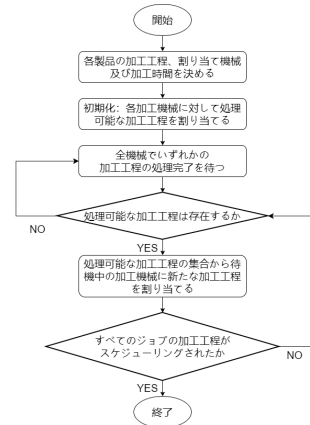 開始
各製品の加工工程、割り当て機械
及び加工時間を決める
初期化: 各加工機械に対して処理
可能な加工工程を割り当てる
全機械でいずれかの
加工工程の処理完了を待つ
処理可能な加工工程は存在するか
NO
YES
処理可能な加工工程の集合から待
機中の加工機械に新たな加工工程
を割り当てる
すべてのジョブの加工工程が
スケジューリングされたか
NO
YES
終了